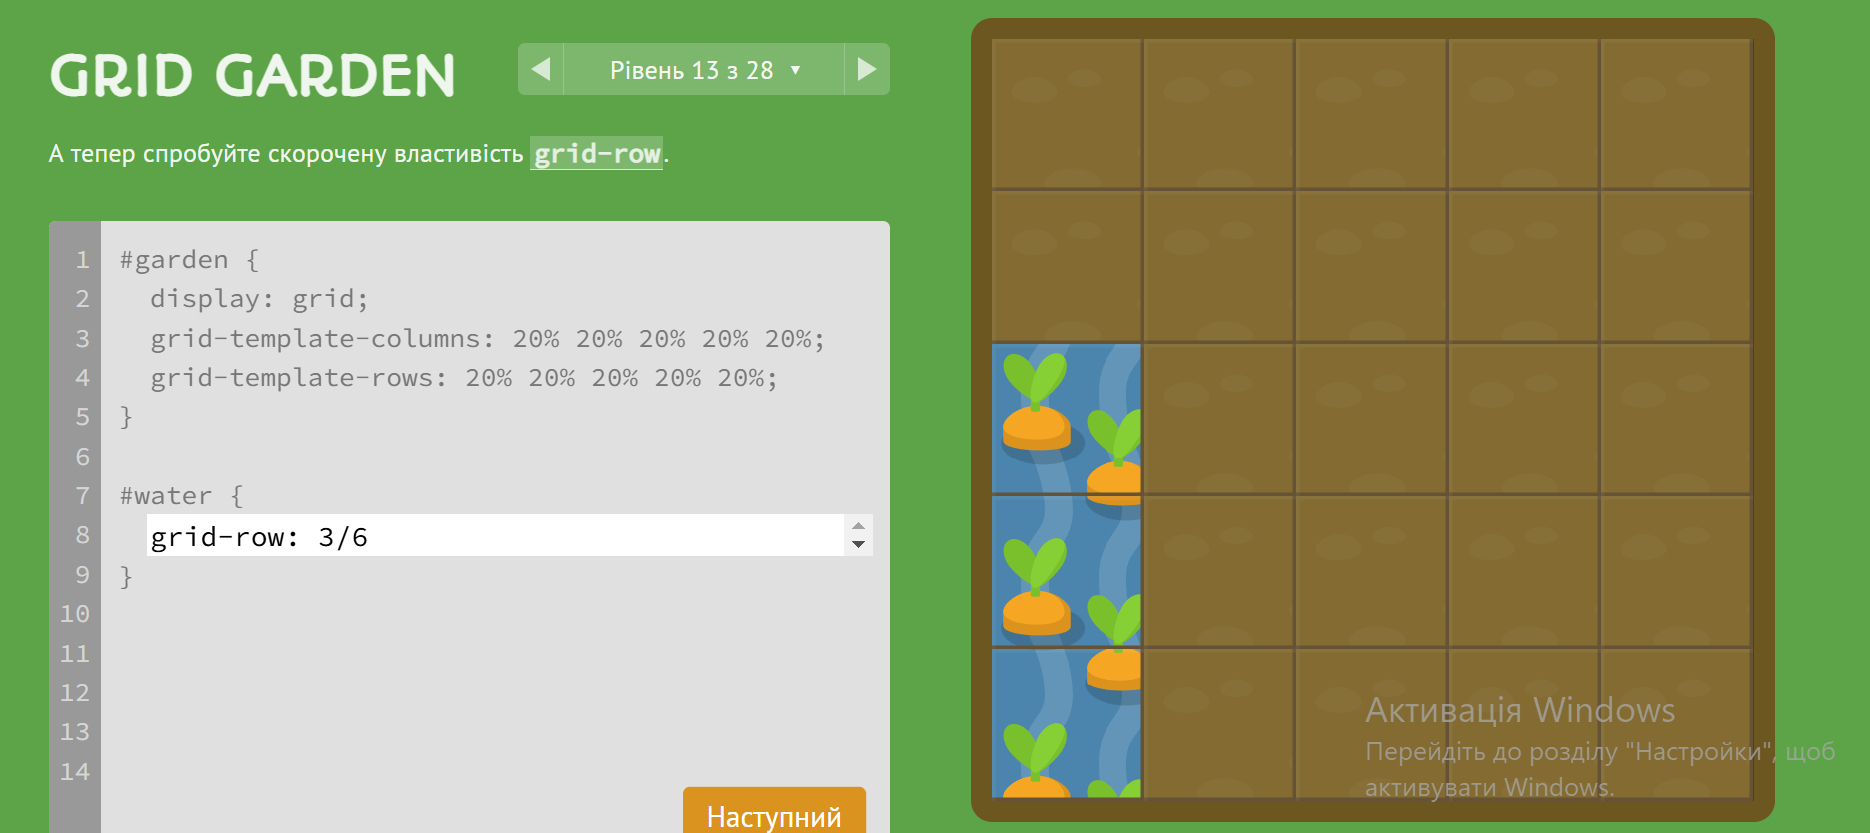 GRID GARDEN
Рівень 13 з 28 ▼
А тепер спробуйте скорочену властивість grid-row.
1 #garden {
2 display: grid;
3 grid-template-columns: 20% 20% 20% 20% 20%;
4 grid-template-rows: 20% 20% 20% 20% 20%;
5 }
6
7 #water {
8 grid-row: 3/6
9 }
10
11
12
13
14
Наступний
Активація Windows
Перейдіть до розділу "Настройки", щоб
активувати Windows.